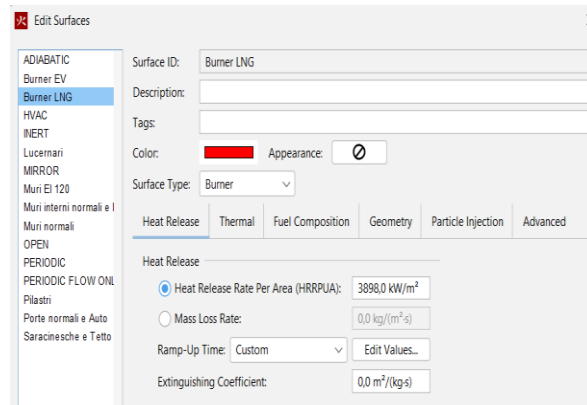 火 Edit Surfaces
ADIABATIC
Burner EV
Burner LNG
HVAC
INERT
Lucernari
MIRROR
Muri EI 120
Muri interni normali e
Muri normali
OPEN
PERIODIC
PERIODIC FLOW ONL
Pilastri
Porte normali e Auto
Saracinesche e Tetto
Surface ID: Burner LNG
Description:
Tags:
Color: Appearance:
Surface Type: Burner
Heat Release Thermal Fuel Composition Geometry Particle Injection Advanced
Heat Release
Heat Release Rate Per Area (HRRPUA): 3898,0 kW/m²
Mass Loss Rate: 0,0 kg/(m²·s)
Ramp-Up Time: Custom Edit Values...
Extinguishing Coefficient: 0,0 m²/(kg·s)